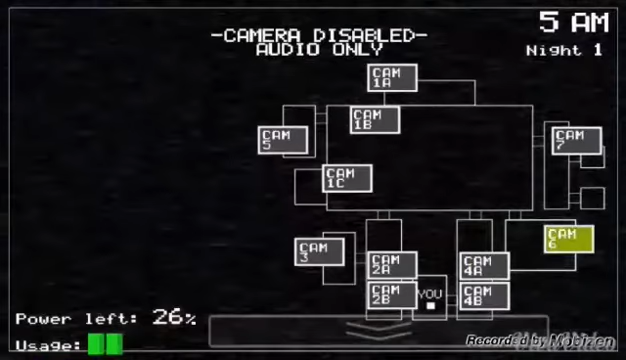 5 AM
Night 1
-CAMERA DISABLED-
AUDIO ONLY
CAM
1A
CAM
1B
CAM
5
CAM
7
CAM
1C
CAM
6
CAM
3
CAM
2A
CAM
4A
CAM
2B
YOU
CAM
4B
Power left: 26%
Usage:
Recorded by Mobizen